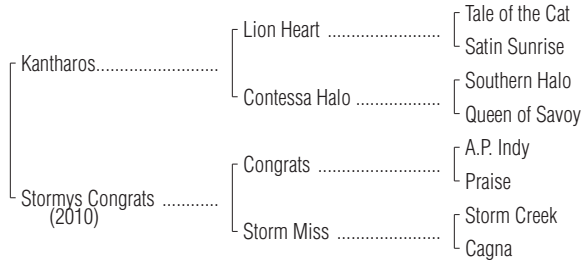 Tale of the Cat
Lion Heart ....................
Satin Sunrise
Kantharos......................
Southern Halo
Contessa Halo ...............
Queen of Savoy
A.P. Indy
Congrats ......................
Praise
Stormys Congrats ..........
(2010)
Storm Creek
Storm Miss ...................
Cagna